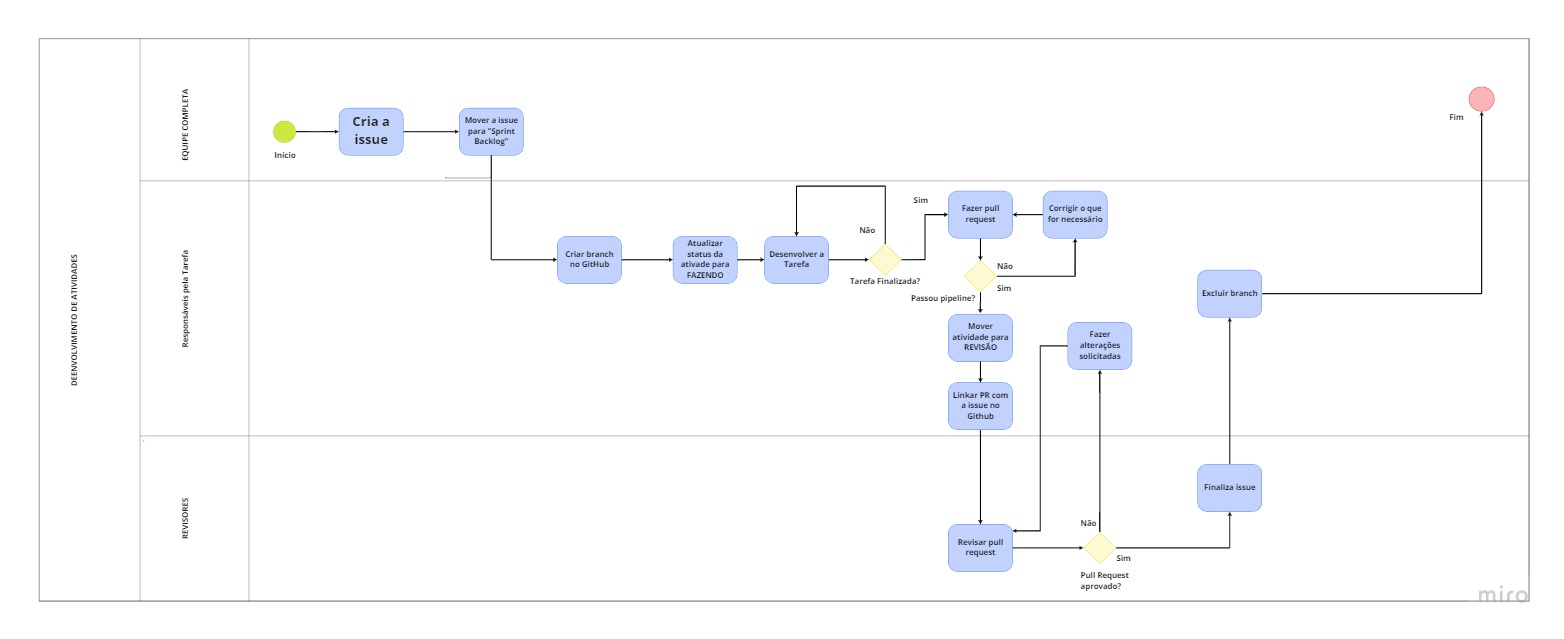 DEENVOLVIMENTO DE ATIVIDADES
EQUIPE COMPLETA
Início
Cria a
issue
Mover a issue
para "Sprint
Backlog"
Fim
Responsáveis pela Tarefa
Criar branch
no GitHub
Atualizar
status da
ativade para
FAZENDO
Desenvolver a
Tarefa
Não
Tarefa Finalizada?
Sim
Fazer pull
request
Corrigir o que
for necessário
Não
Sim
Passou pipeline?
Mover
atividade para
REVISÃO
Linkar PR com
a issue no
Github
Fazer
alterações
solicitadas
Excluir branch
REVISORES
Revisar pull
request
Não
Sim
Pull Request
aprovado?
Finaliza issue
miro